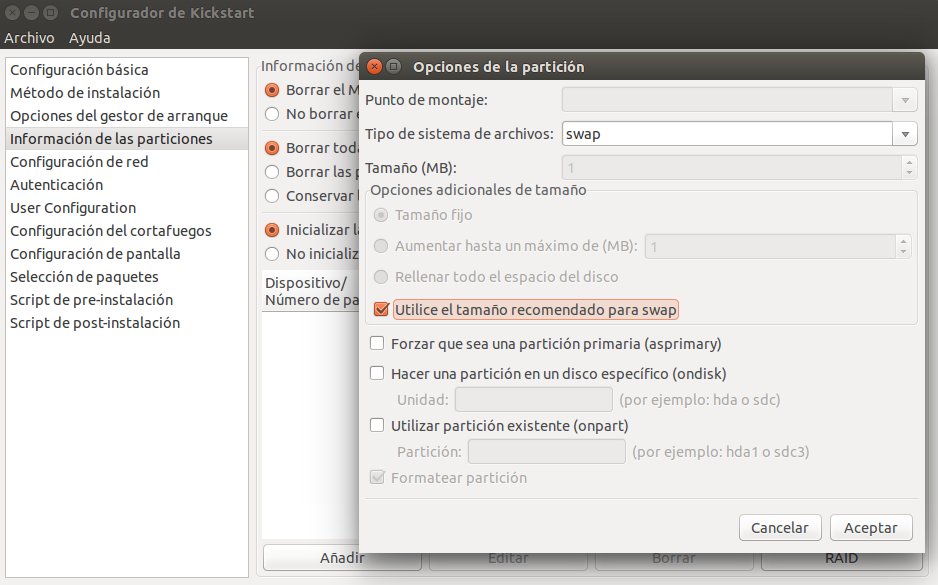 Configurador de Kickstart
Archivo Ayuda
Configuración básica
Método de instalación
Opciones del gestor de arranque
Información de las particiones
Configuración de red
Autenticación
User Configuration
Configuración del cortafuegos
Configuración de pantalla
Selección de paquetes
Script de pre-instalación
Script de post-instalación
Información de
Borrar el M
No borrar e
Borrar toda
Borrar las p
Conservar
Inicializar la
No inicializ
Dispositivo/
Número de pa
Añadir Editar Borrar RAID
Opciones de la partición
Punto de montaje:
Tipo de sistema de archivos: swap
Tamaño (MB): 1
Opciones adicionales de tamaño
Tamaño fijo
Aumentar hasta un máximo de (MB): 1
Rellenar todo el espacio del disco
Utilice el tamaño recomendado para swap
Forzar que sea una partición primaria (asprimary)
Hacer una partición en un disco específico (ondisk)
Unidad: (por ejemplo: hda o sdc)
Utilizar partición existente (onpart)
Partición: (por ejemplo: hda1 o sdc3)
Formatear partición
Cancelar Aceptar